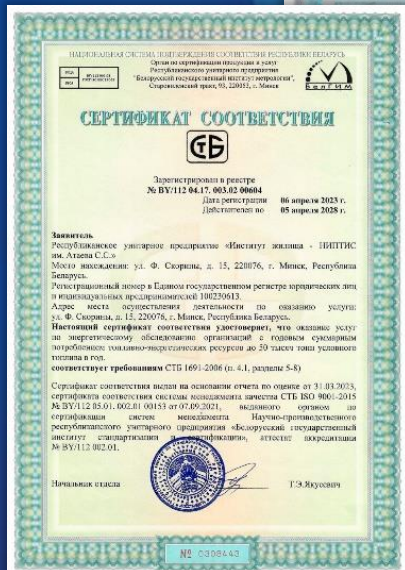 НАЦИОНАЛЬНАЯ СИСТЕМА ПОДТВЕРЖДЕНИЯ СООТВЕТСТВИЯ РЕСПУБЛИКИ БЕЛАРУСЬ
Орган по сертификации продукции и услуг
Республиканского унитарного предприятия
"Белорусский государственный институт метрологии",
Старовиленский тракт, 93, 220053, г. Минск
БелГИМ
СЕРТИФИКАТ СООТВЕТСТВИЯ
СТБ
Зарегистрирован в реестре
№ BY/112 04.17. 003.02 00604
Дата регистрации 06 апреля 2023 г.
Действителен по 05 апреля 2028 г.
Заявитель
Республиканское унитарное предприятие «Институт жилища - НИПТИС
им. Атаева С.С.»
Место нахождения: ул. Ф. Скорины, д. 15, 220076, г. Минск, Республика
Беларусь.
Регистрационный номер в Едином государственном регистре юридических лиц
и индивидуальных предпринимателей 100230613.
Адрес места осуществления деятельности по оказанию услуги:
ул. Ф. Скорины, д. 15, 220076, г. Минск, Республика Беларусь.
Настоящий сертификат соответствия удостоверяет, что оказание услуг
по энергетическому обследованию организаций с годовым суммарным
потреблением топливно-энергетических ресурсов до 50 тысяч тонн условного
топлива в год.
соответствует требованиям СТБ 1691-2006 (п. 4.1, разделы 5-8)
Сертификат соответствия выдан на основании отчета по оценке от 31.03.2023,
сертификата соответствия системы менеджмента качества СТБ ISO 9001-2015
№ BY/112 05.01. 002.01 00153 от 07.09.2021, выданного органом по
сертификации систем менеджмента Научно-производственного
республиканского унитарного предприятия «Белорусский государственный
институт стандартизации и сертификации», аттестат аккредитации
№ BY/112 002.01.
Начальник отдела Т.Э.Якусевич
№ 0308443